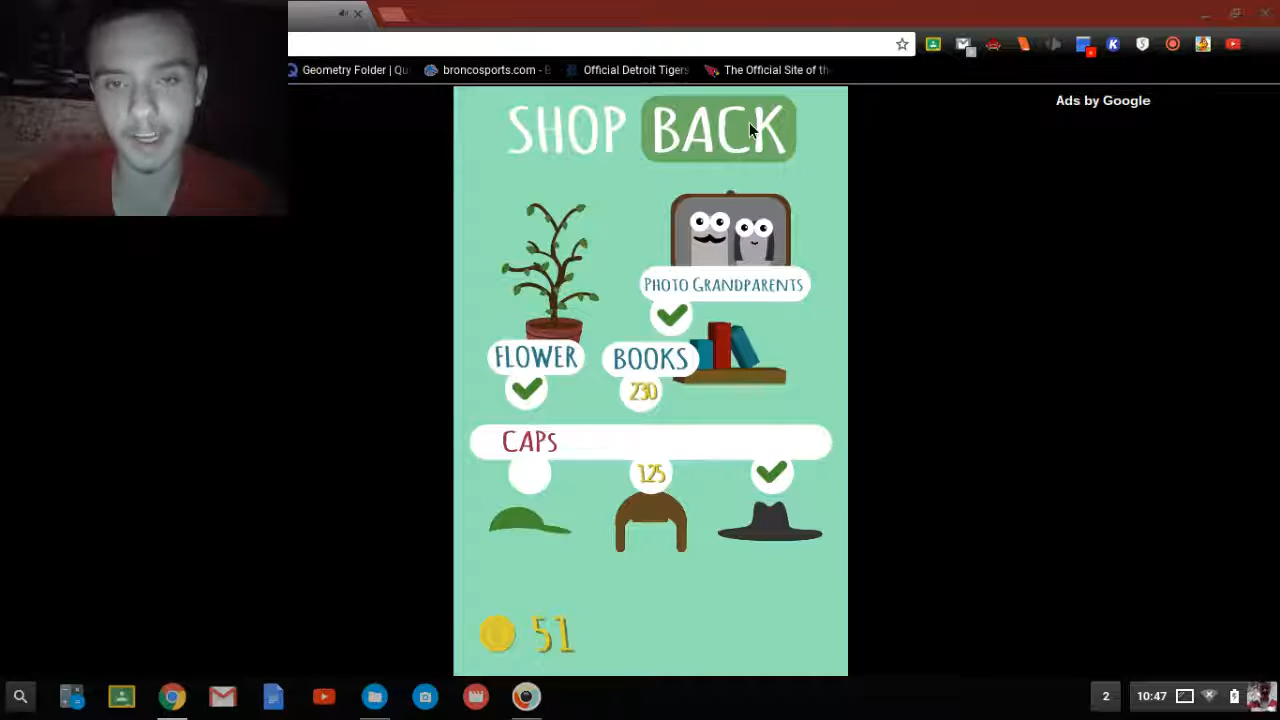 Geometry Folder | Qu
broncosports.com - B
Official Detroit Tigers
The Official Site of th
Ads by Google
SHOP BACK
PHOTO GRANDPARENTS
FLOWER
BOOKS
230
CAPS
125
51
2
10:47